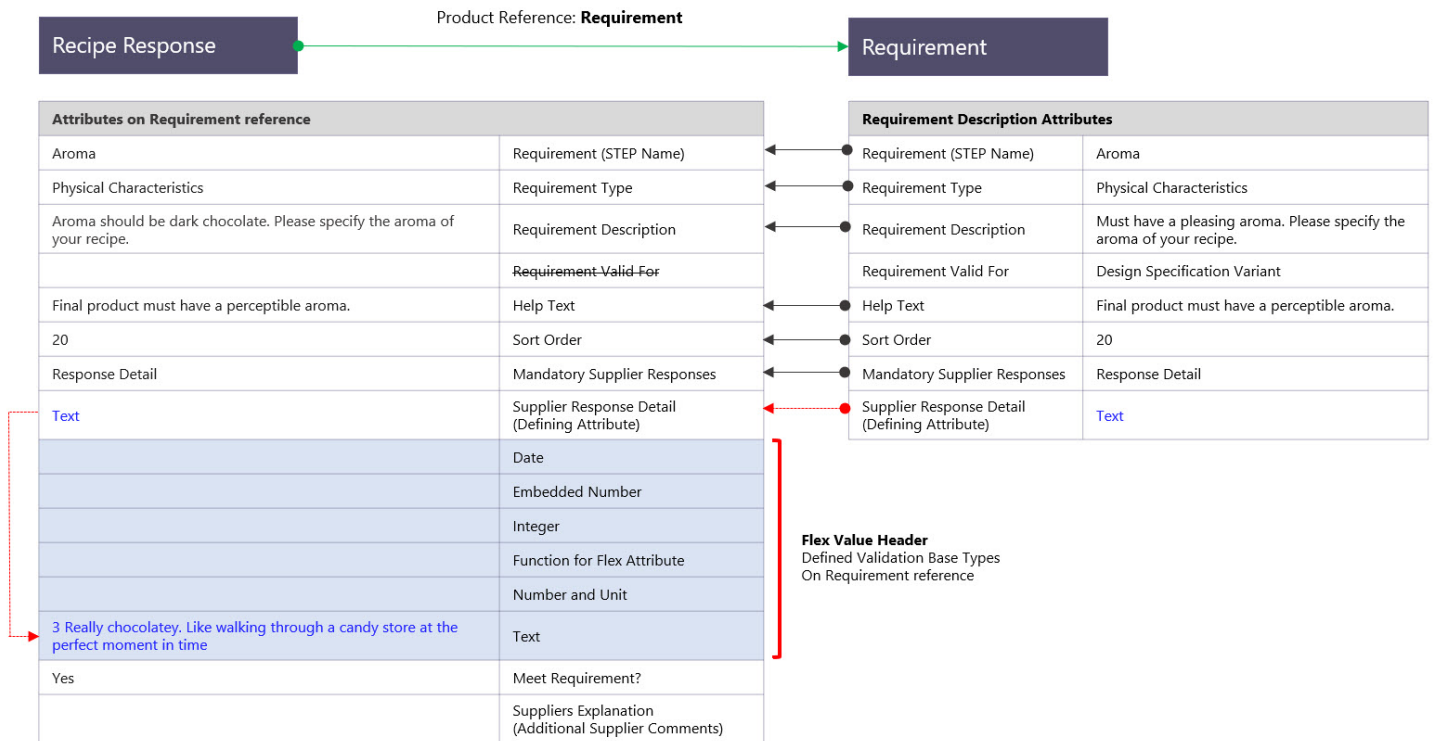 Product Reference: Requirement
Recipe Response
Requirement
Attributes on Requirement reference
Aroma
Requirement (STEP Name)
Physical Characteristics
Requirement Type
Aroma should be dark chocolate. Please specify the aroma of
your recipe.
Requirement Description
Requirement Valid For
Final product must have a perceptible aroma.
Help Text
20
Sort Order
Response Detail
Mandatory Supplier Responses
Text
Supplier Response Detail
(Defining Attribute)
Date
Embedded Number
Integer
Function for Flex Attribute
Number and Unit
3 Really chocolatey. Like walking through a candy store at the
perfect moment in time
Text
Yes
Meet Requirement?
Suppliers Explanation
(Additional Supplier Comments)
Requirement Description Attributes
Requirement (STEP Name)
Aroma
Requirement Type
Physical Characteristics
Requirement Description
Must have a pleasing aroma. Please specify the
aroma of your recipe.
Requirement Valid For
Design Specification Variant
Help Text
Final product must have a perceptible aroma.
Sort Order
20
Mandatory Supplier Responses
Response Detail
Supplier Response Detail
(Defining Attribute)
Text
Flex Value Header
Defined Validation Base Types
On Requirement reference